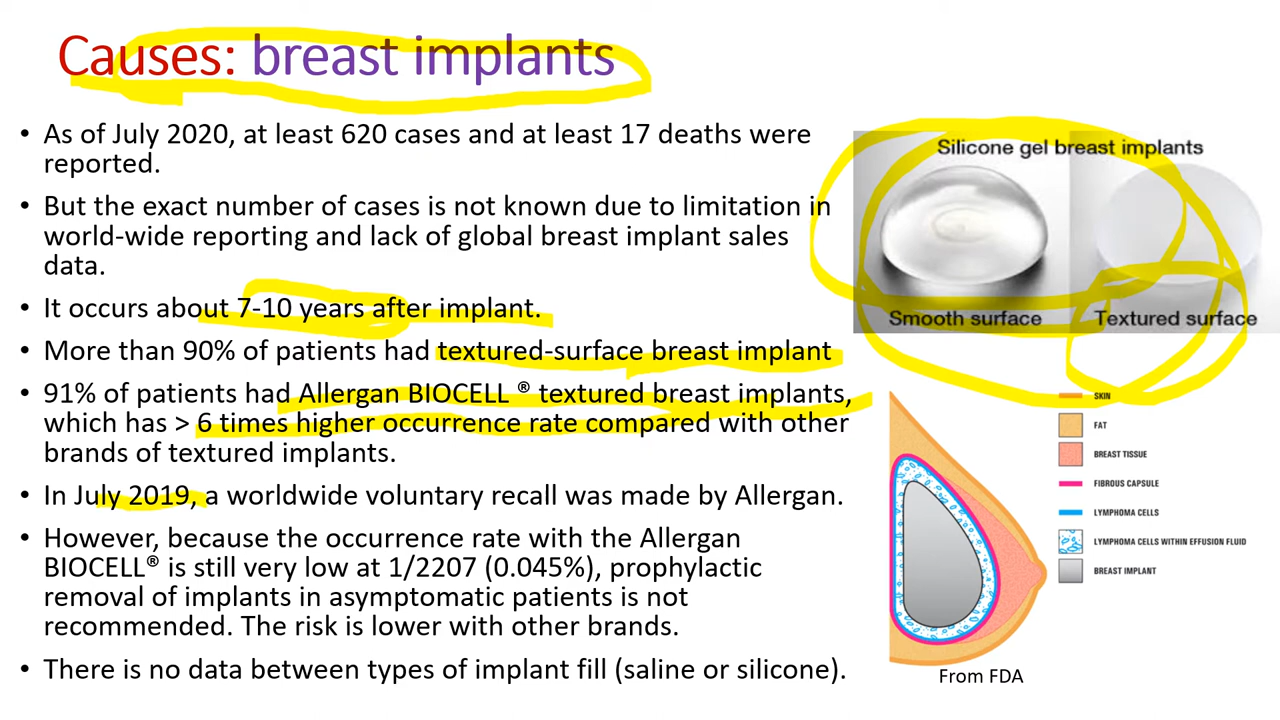 Causes: breast implants
• As of July 2020, at least 620 cases and at least 17 deaths were
reported.
• But the exact number of cases is not known due to limitation in
world-wide reporting and lack of global breast implant sales
data.
• It occurs about 7-10 years after implant.
• More than 90% of patients had textured-surface breast implant
• 91% of patients had Allergan BIOCELL ® textured breast implants,
which has > 6 times higher occurrence rate compared with other
brands of textured implants.
• In July 2019, a worldwide voluntary recall was made by Allergan.
• However, because the occurrence rate with the Allergan
BIOCELL® is still very low at 1/2207 (0.045%), prophylactic
removal of implants in asymptomatic patients is not
recommended. The risk is lower with other brands.
• There is no data between types of implant fill (saline or silicone).
Silicone gel breast implants
Smooth surface
Textured surface
SKIN
FAT
BREAST TISSUE
FIBROUS CAPSULE
LYMPHOMA CELLS
LYMPHOMA CELLS WITHIN EFFUSION FLUID
BREAST IMPLANT
From FDA